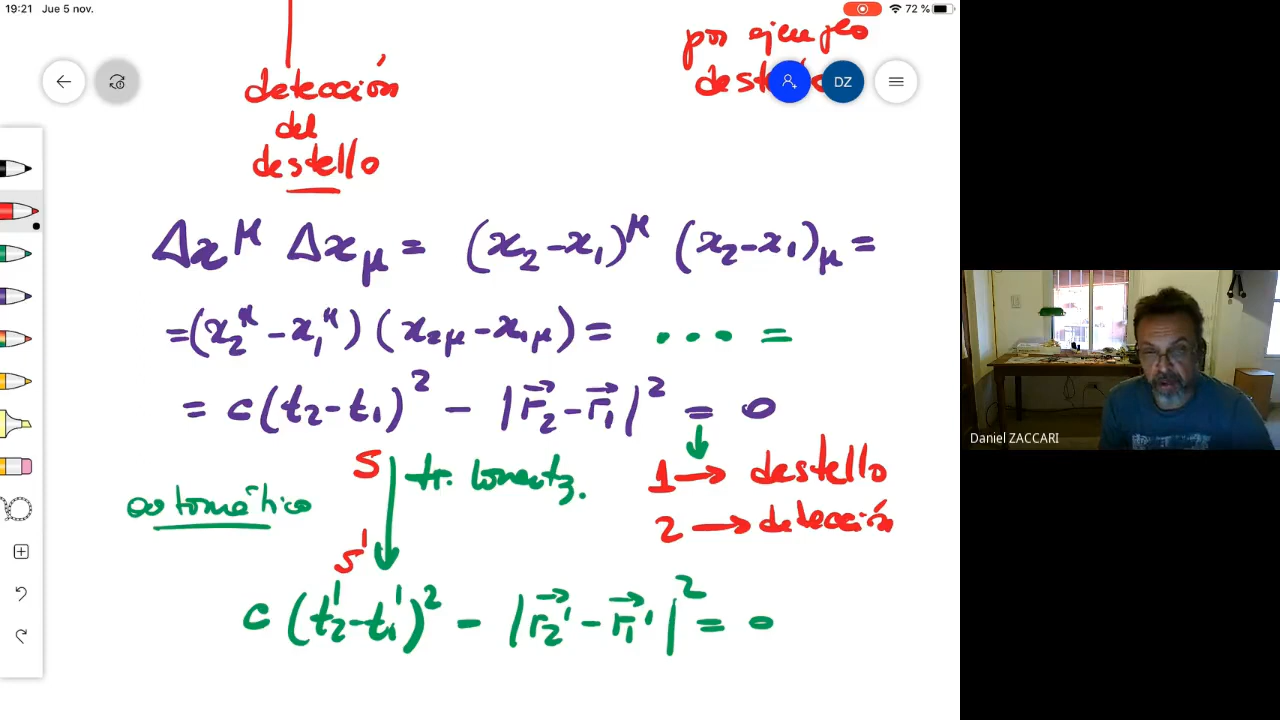 19:21 Jue 5 nov.
72 %
por ejemplo
detección
del
destello
DZ
Δx^μ Δx_μ = (x₂-x₁)^μ (x₂-x₁)_μ =
=(x₂^μ - x₁^μ) (x₂μ - x₁μ) = ... =
= c(t₂-t₁)² - |r⃗₂-r⃗₁|² = 0
S tr. Lorentz.
1 → destello
automático
2 → detección
S'
c (t₂'-t₁')² - |r⃗₂' - r⃗₁'|² = 0
Daniel ZACCARI